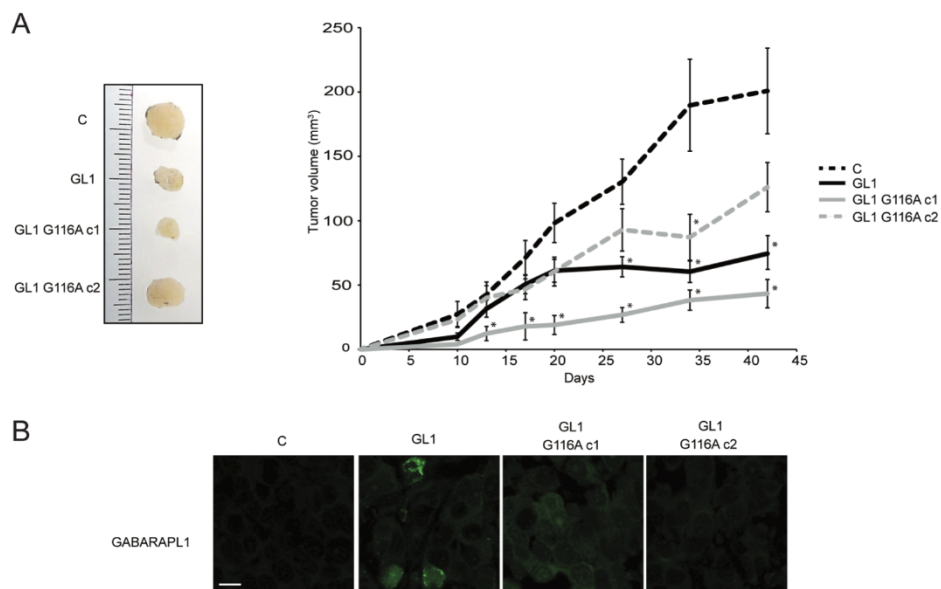 A
C
GL1
GL1 G116A c1
GL1 G116A c2
Tumor volume (mm³)
250
200
150
100
50
0
0
5
10
15
20
25
30
35
40
45
Days
* * * * * * * * * *
C
GL1
GL1 G116A c1
GL1 G116A c2
B
C
GL1
GL1
G116A c1
GL1
G116A c2
GABARAPL1